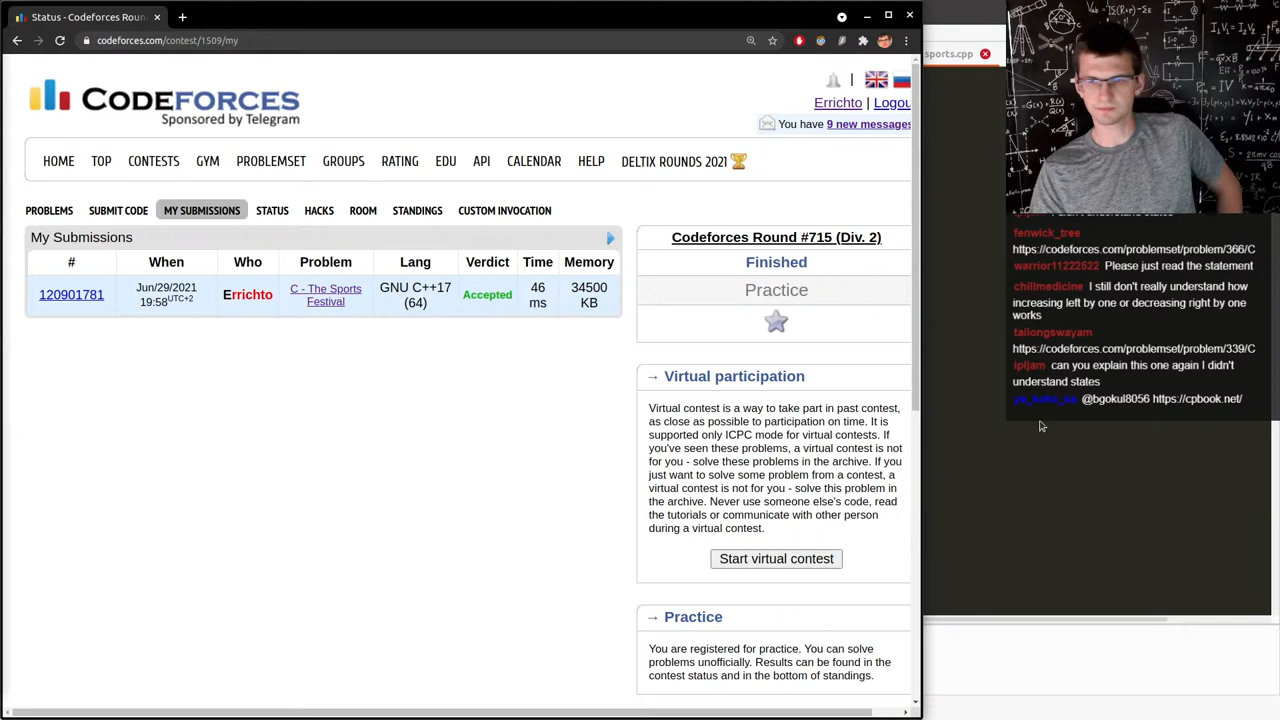 Status - Codeforces Roun
sports.cpp
codeforces.com/contest/1509/my
CODEFORCES
Sponsored by Telegram
Errichto | Logou
You have 9 new messages
HOME TOP CONTESTS GYM PROBLEMSET GROUPS RATING EDU API CALENDAR HELP DELTIX ROUNDS 2021
PROBLEMS SUBMIT CODE MY SUBMISSIONS STATUS HACKS ROOM STANDINGS CUSTOM INVOCATION
My Submissions
# When Who Problem Lang Verdict Time Memory
120901781 Jun/29/2021 19:58 UTC+2 Errichto C - The Sports Festival GNU C++17 (64) Accepted 46 ms 34500 KB
Codeforces Round #715 (Div. 2)
Finished
Practice
→ Virtual participation
Virtual contest is a way to take part in past contest,
as close as possible to participation on time. It is
supported only ICPC mode for virtual contests. If
you've seen these problems, a virtual contest is not
for you - solve these problems in the archive. If you
just want to solve some problem from a contest, a
virtual contest is not for you - solve this problem in
the archive. Never use someone else's code, read
the tutorials or communicate with other person
during a virtual contest.
Start virtual contest
→ Practice
You are registered for practice. You can solve
problems unofficially. Results can be found in the
contest status and in the bottom of standings.
fenwick_tree
https://codeforces.com/problemset/problem/366/C
warrior11222522 Please just read the statement
chillmedicine I still don't really understand how
increasing left by one or decreasing right by one
works
tailongswayam
https://codeforces.com/problemset/problem/339/C
ipljam can you explain this one again I didn't
understand states
@bgokul8056 https://cpbook.net/